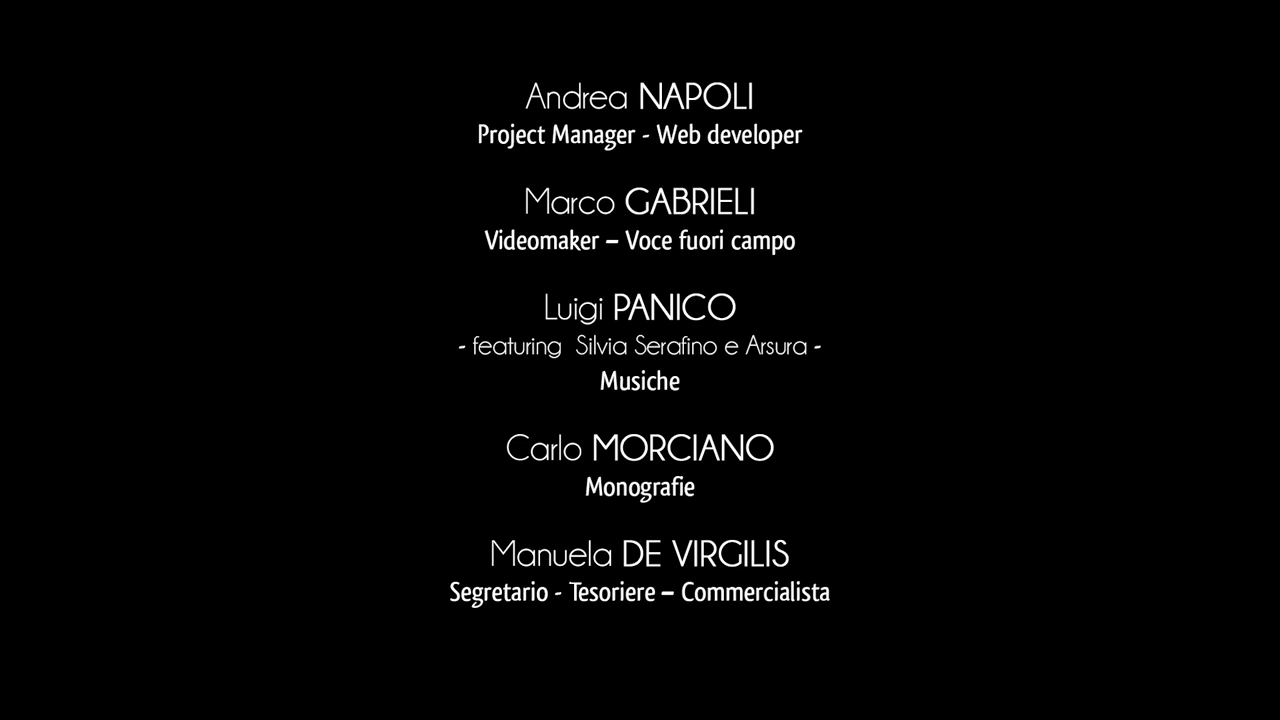 Andrea NAPOLI
Project Manager - Web developer
Marco GABRIELI
Videomaker – Voce fuori campo
Luigi PANICO
- featuring  Silvia Serafino e Arsura -
Musiche
Carlo MORCIANO
Monografie
Manuela DE VIRGILIS
Segretario - Tesoriere – Commercialista